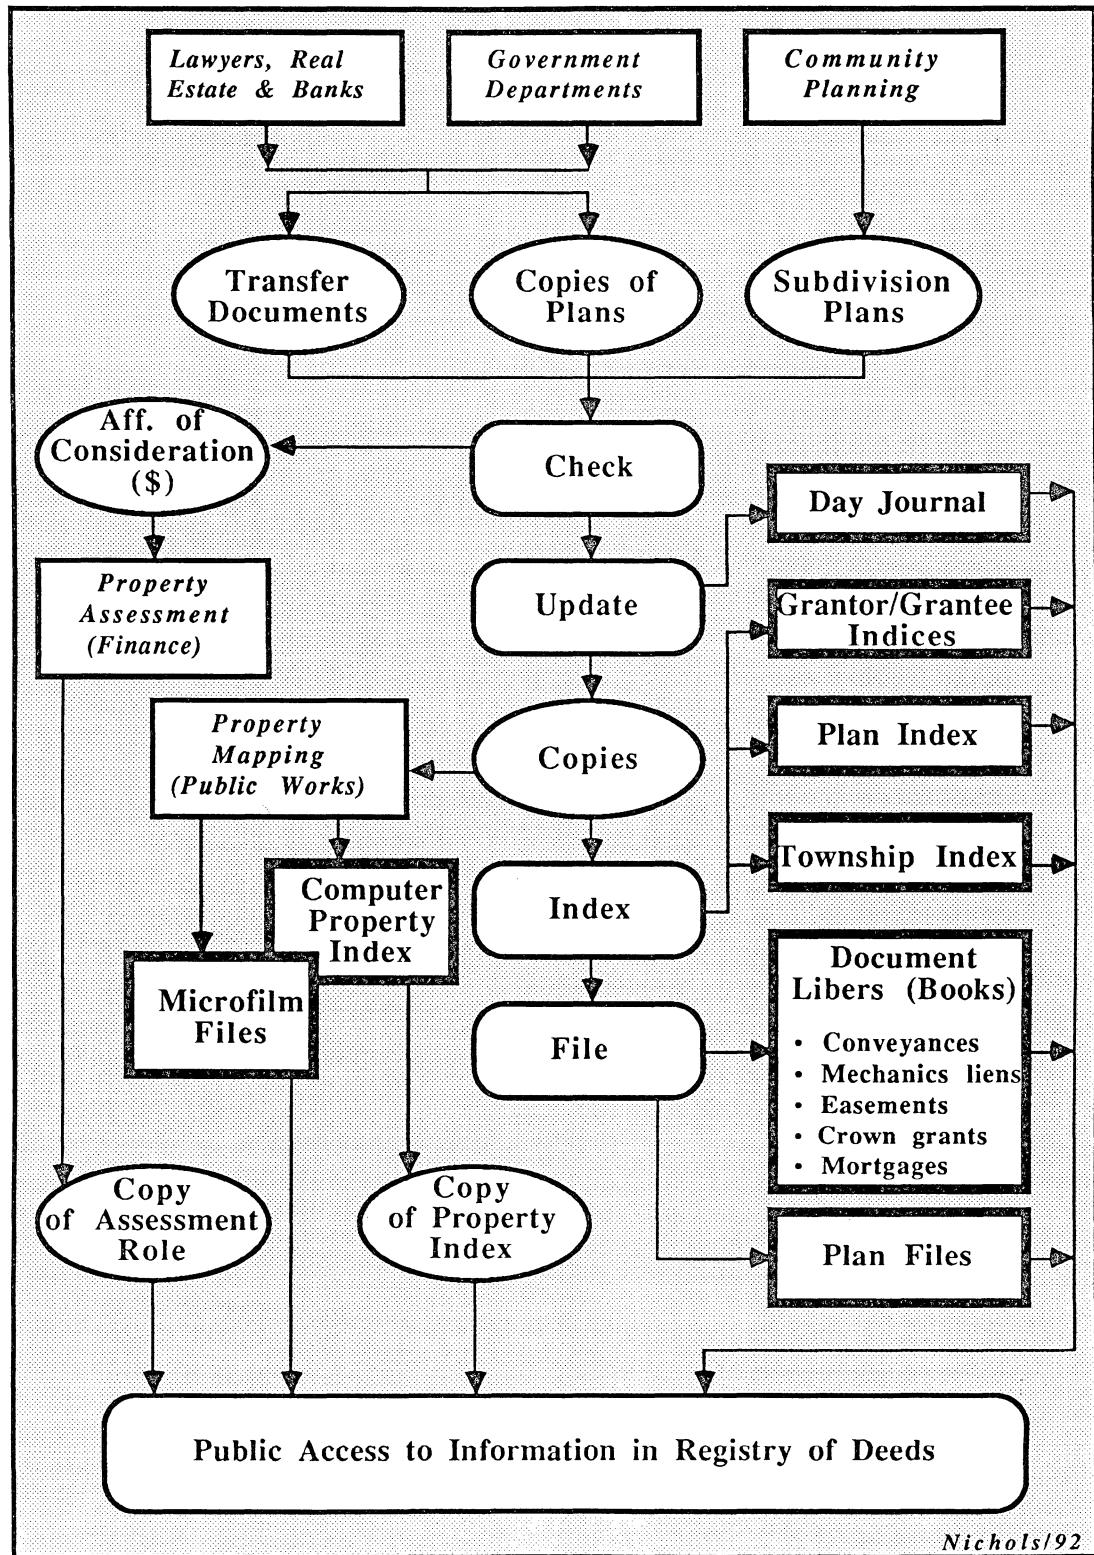 Lawyers, Real
Estate & Banks
Government
Departments
Community
Planning
Transfer
Documents
Copies of
Plans
Subdivision
Plans
Aff. of
Consideration
($)
Check
Day Journal
Property
Assessment
(Finance)
Update
Grantor/Grantee
Indices
Property
Mapping
(Public Works)
Copies
Plan Index
Township Index
Computer
Property
Index
Index
Microfilm
Files
File
Document
Libers (Books)
• Conveyances
• Mechanics liens
• Easements
• Crown grants
• Mortgages
Copy
of Assessment
Role
Copy
of Property
Index
Plan Files
Public Access to Information in Registry of Deeds
Nichols/92